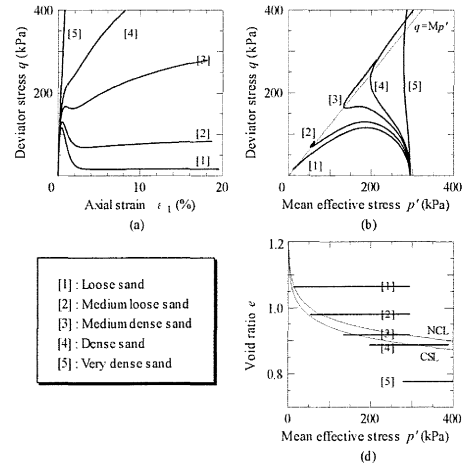 400
200
0
5
10
15
20
[5]
[4]
[3]
[2]
[1]
Deviator stress q (kPa)
Axial strain ε 1 (%)
(a)
400
200
0
200
400
q=Mp'
[3]
[4]
[5]
[2]
[1]
Deviator stress q (kPa)
Mean effective stress p' (kPa)
(b)
[1] : Loose sand
[2] : Medium loose sand
[3] : Medium dense sand
[4] : Dense sand
[5] : Very dense sand
1.2
1.0
0.8
0
200
400
[1]
[2]
[3]
[4]
[5]
NCL
CSL
Void ratio e
Mean effective stress p' (kPa)
(d)